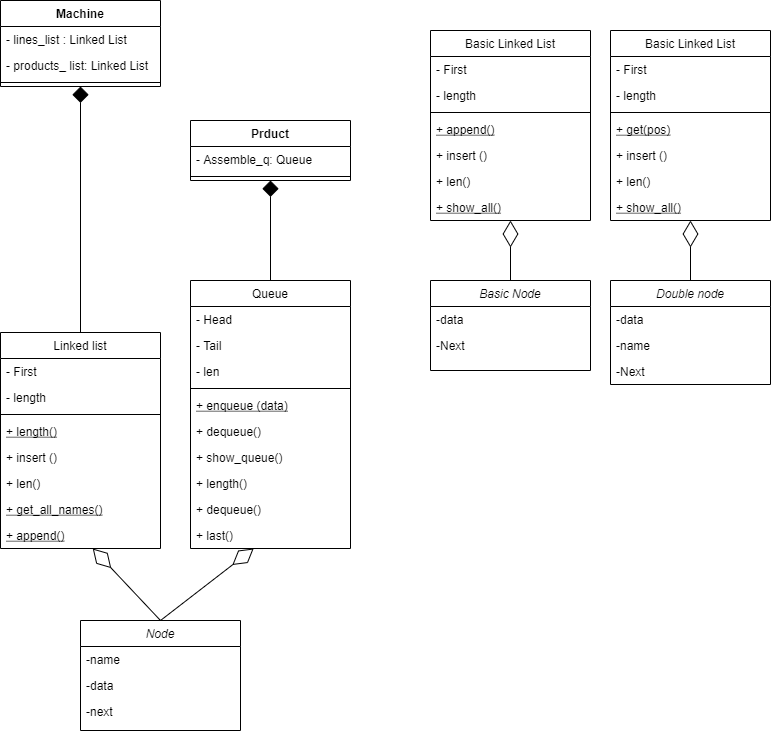 Machine
- lines_list : Linked List
- products_ list: Linked List
Prduct
- Assemble_q: Queue
Linked list
- First
- length
+ length()
+ insert ()
+ len()
+ get_all_names()
+ append()
Queue
- Head
- Tail
- len
+ enqueue (data)
+ dequeue()
+ show_queue()
+ length()
+ dequeue()
+ last()
Node
-name
-data
-next
Basic Linked List
- First
- length
+ append()
+ insert ()
+ len()
+ show_all()
Basic Node
-data
-Next
Basic Linked List
- First
- length
+ get(pos)
+ insert ()
+ len()
+ show_all()
Double node
-data
-name
-Next